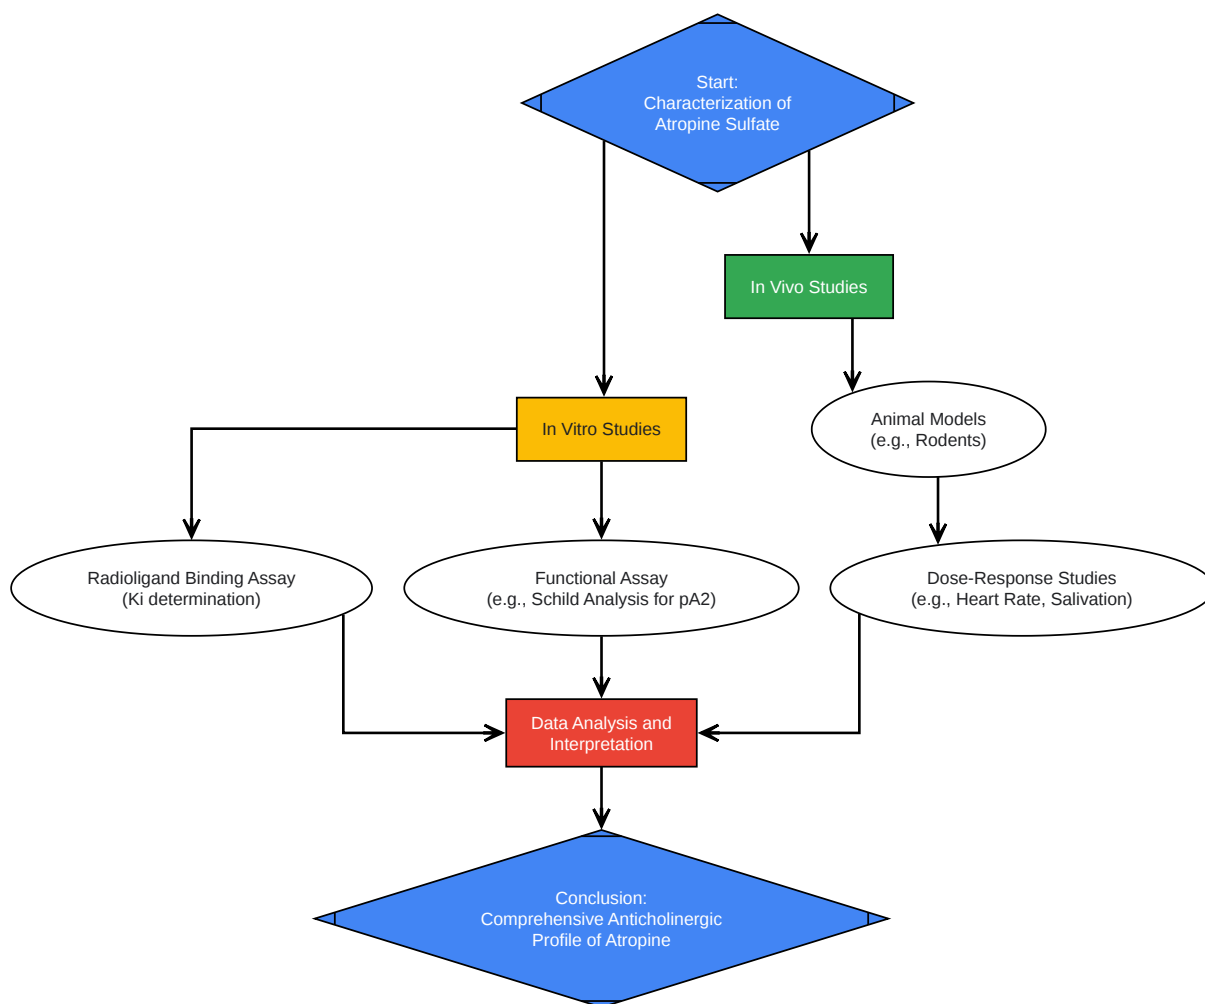 Start:
Characterization of
Atropine Sulfate
In Vivo Studies
In Vitro Studies
Animal Models
(e.g., Rodents)
Radioligand Binding Assay
(Ki determination)
Functional Assay
(e.g., Schild Analysis for pA2)
Dose-Response Studies
(e.g., Heart Rate, Salivation)
Data Analysis and
Interpretation
Conclusion:
Comprehensive Anticholinergic
Profile of Atropine